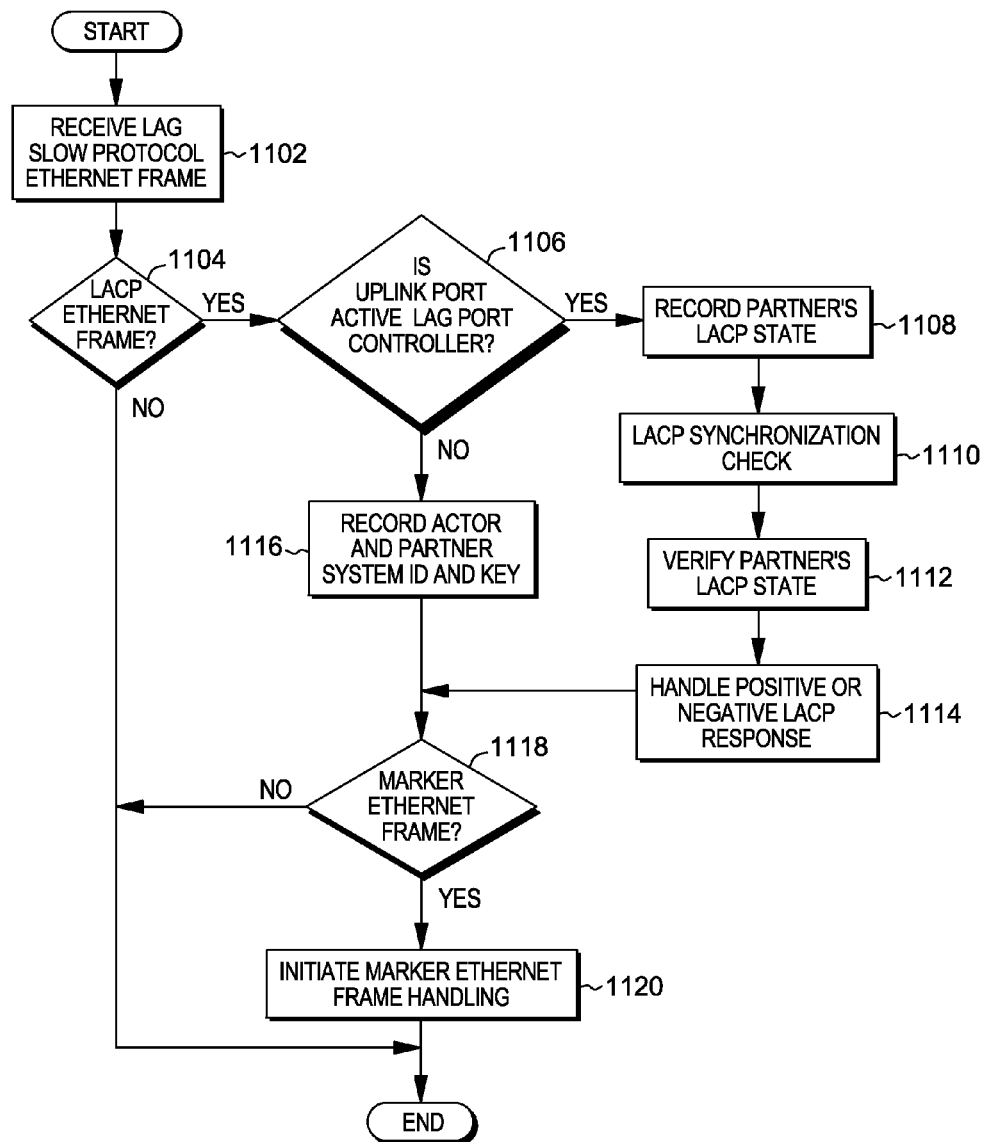 START
RECEIVE LAG
SLOW PROTOCOL
ETHERNET FRAME
1102
1104
LACP
ETHERNET
FRAME?
YES
NO
1106
IS
UPLINK PORT
ACTIVE LAG PORT
CONTROLLER?
YES
NO
RECORD PARTNER'S
LACP STATE
1108
LACP SYNCHRONIZATION
CHECK
1110
VERIFY PARTNER'S
LACP STATE
1112
HANDLE POSITIVE OR
NEGATIVE LACP
RESPONSE
1114
1116
RECORD ACTOR
AND PARTNER
SYSTEM ID AND KEY
1118
MARKER
ETHERNET
FRAME?
NO
YES
INITIATE MARKER ETHERNET
FRAME HANDLING
1120
END